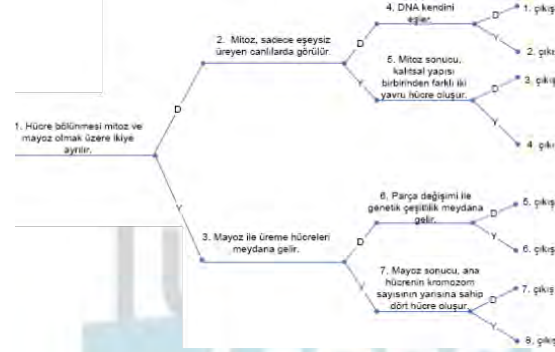 4. DNA kendini
eşler.
D
1. çıkış
Y
2. çıkı
2. Mitoz, sadece eşeysiz
üreyen canlılarda görülür.
D
Y
5. Mitoz sonucu,
kalıtsal yapısı
birbirinden farklı iki
yavru hücre oluşur.
D
3. çıkış
Y
4. çıkı
1. Hücre bölünmesi mitoz ve
mayoz olmak üzere ikiye
ayrılır.
D
Y
3. Mayoz ile üreme hücreleri
meydana gelir.
D
Y
6. Parça değişimi ile
genetik çeşitlilik meydana
gelir.
D
5. çıkış
Y
6. çıkış
7. Mayoz sonucu, ana
hücrenin kromozom
sayısının yarısına sahip
dört hücre oluşur.
D
7. çıkış
Y
8. çıkış